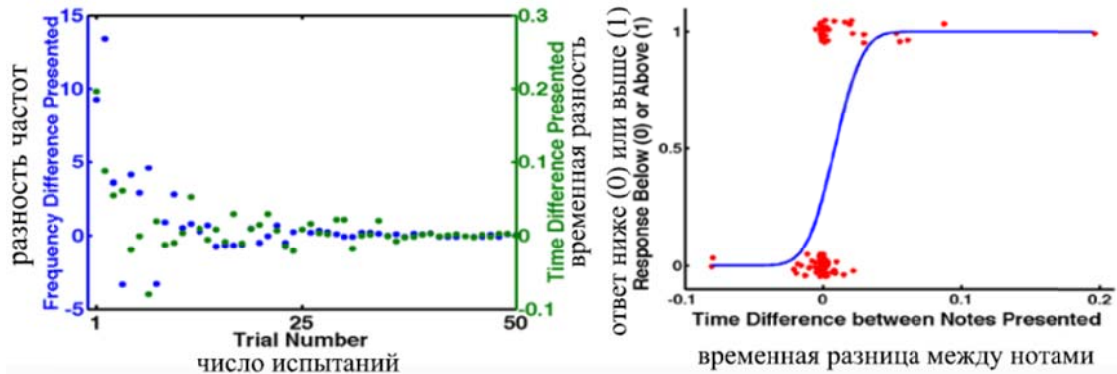 разность частот
Frequency Difference Presented
15
10
5
0
-5
0.3
0.2
0.1
0
-0.1
Time Difference Presented
временная разность
1
25
50
Trial Number
число испытаний
ответ ниже (0) или выше (1)
Response Below (0) or Above (1)
1
0.5
0
-0.1
0
0.1
0.2
Time Difference between Notes Presented
временная разница между нотами